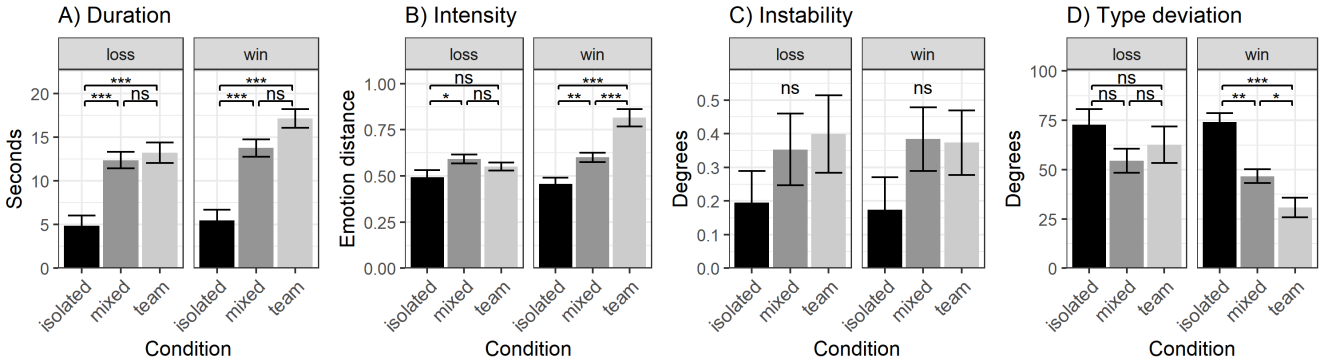 A) Duration
loss
win
***
***
***
ns
***
ns
20
15
10
5
0
Seconds
isolated
mixed
team
isolated
mixed
team
Condition
B) Intensity
loss
win
ns
*
ns
***
**
***
1.00
0.75
0.50
0.25
0.00
Emotion distance
isolated
mixed
team
isolated
mixed
team
Condition
C) Instability
loss
win
ns
ns
0.5
0.4
0.3
0.2
0.1
0.0
Degrees
isolated
mixed
team
isolated
mixed
team
Condition
D) Type deviation
loss
win
ns
ns
ns
***
**
*
100
75
50
25
0
Degrees
isolated
mixed
team
isolated
mixed
team
Condition